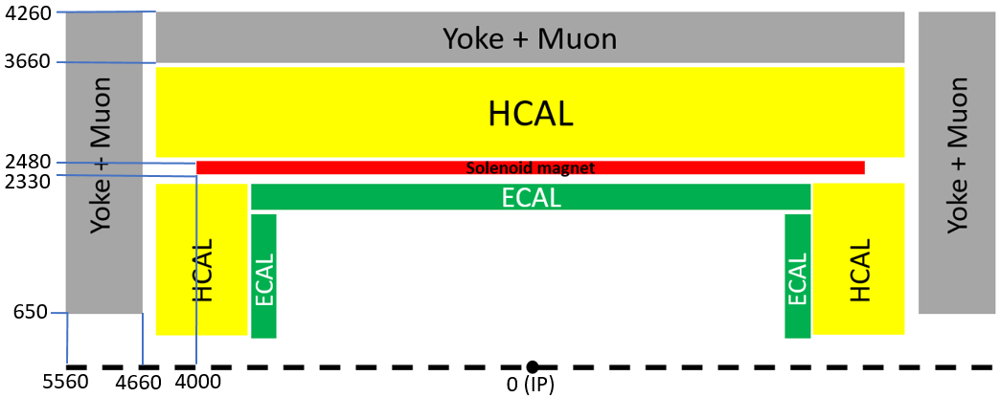 4260
Yoke + Muon
3660
Yoke + Muon
HCAL
Yoke + Muon
2480
Solenoid magnet
2330
ECAL
HCAL
ECAL
ECAL
HCAL
650
5560
4660
4000
0 (IP)